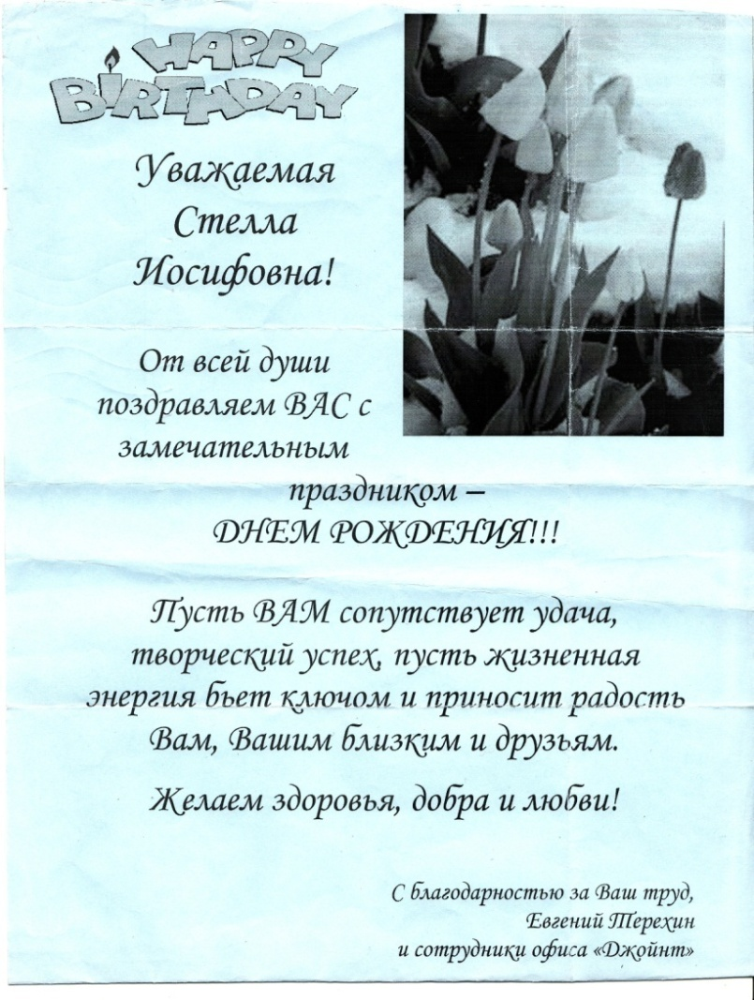 HAPPY
BIRTHDAY
Уважаемая
Стелла
Иосифовна!
От всей души
поздравляем ВАС с
замечательным
праздником –
ДНЕМ РОЖДЕНИЯ!!!
Пусть ВАМ сопутствует удача,
творческий успех, пусть жизненная
энергия бьет ключом и приносит радость
Вам, Вашим близким и друзьям.
Желаем здоровья, добра и любви!
С благодарностью за Ваш труд,
Евгений Терехин
и сотрудники офиса «Джойнт»